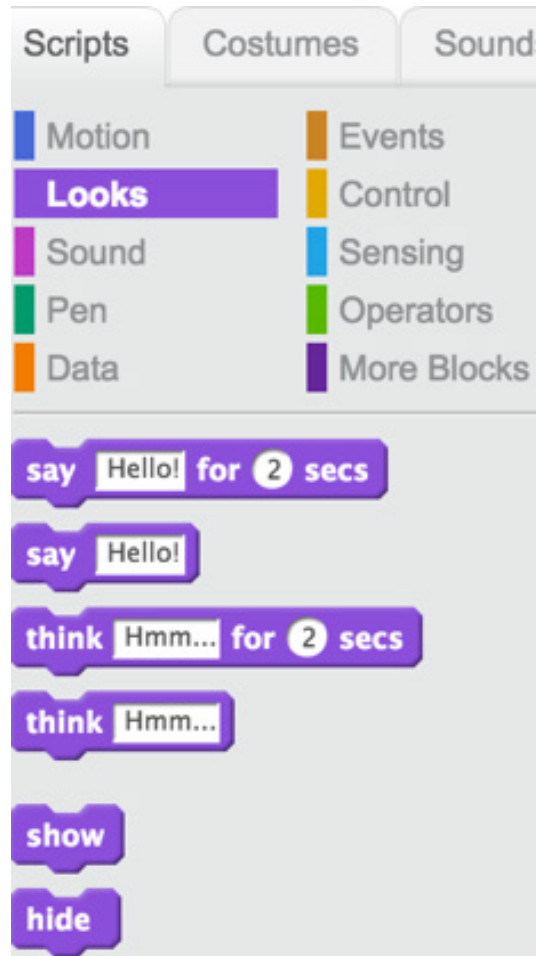 Scripts Costumes
Motion Events
Looks Control
Sound Sensing
Pen Operators
Data More Blocks
say Hello! for 2 secs
say Hello!
think Hmm... for 2 secs
think Hmm...
show
hide